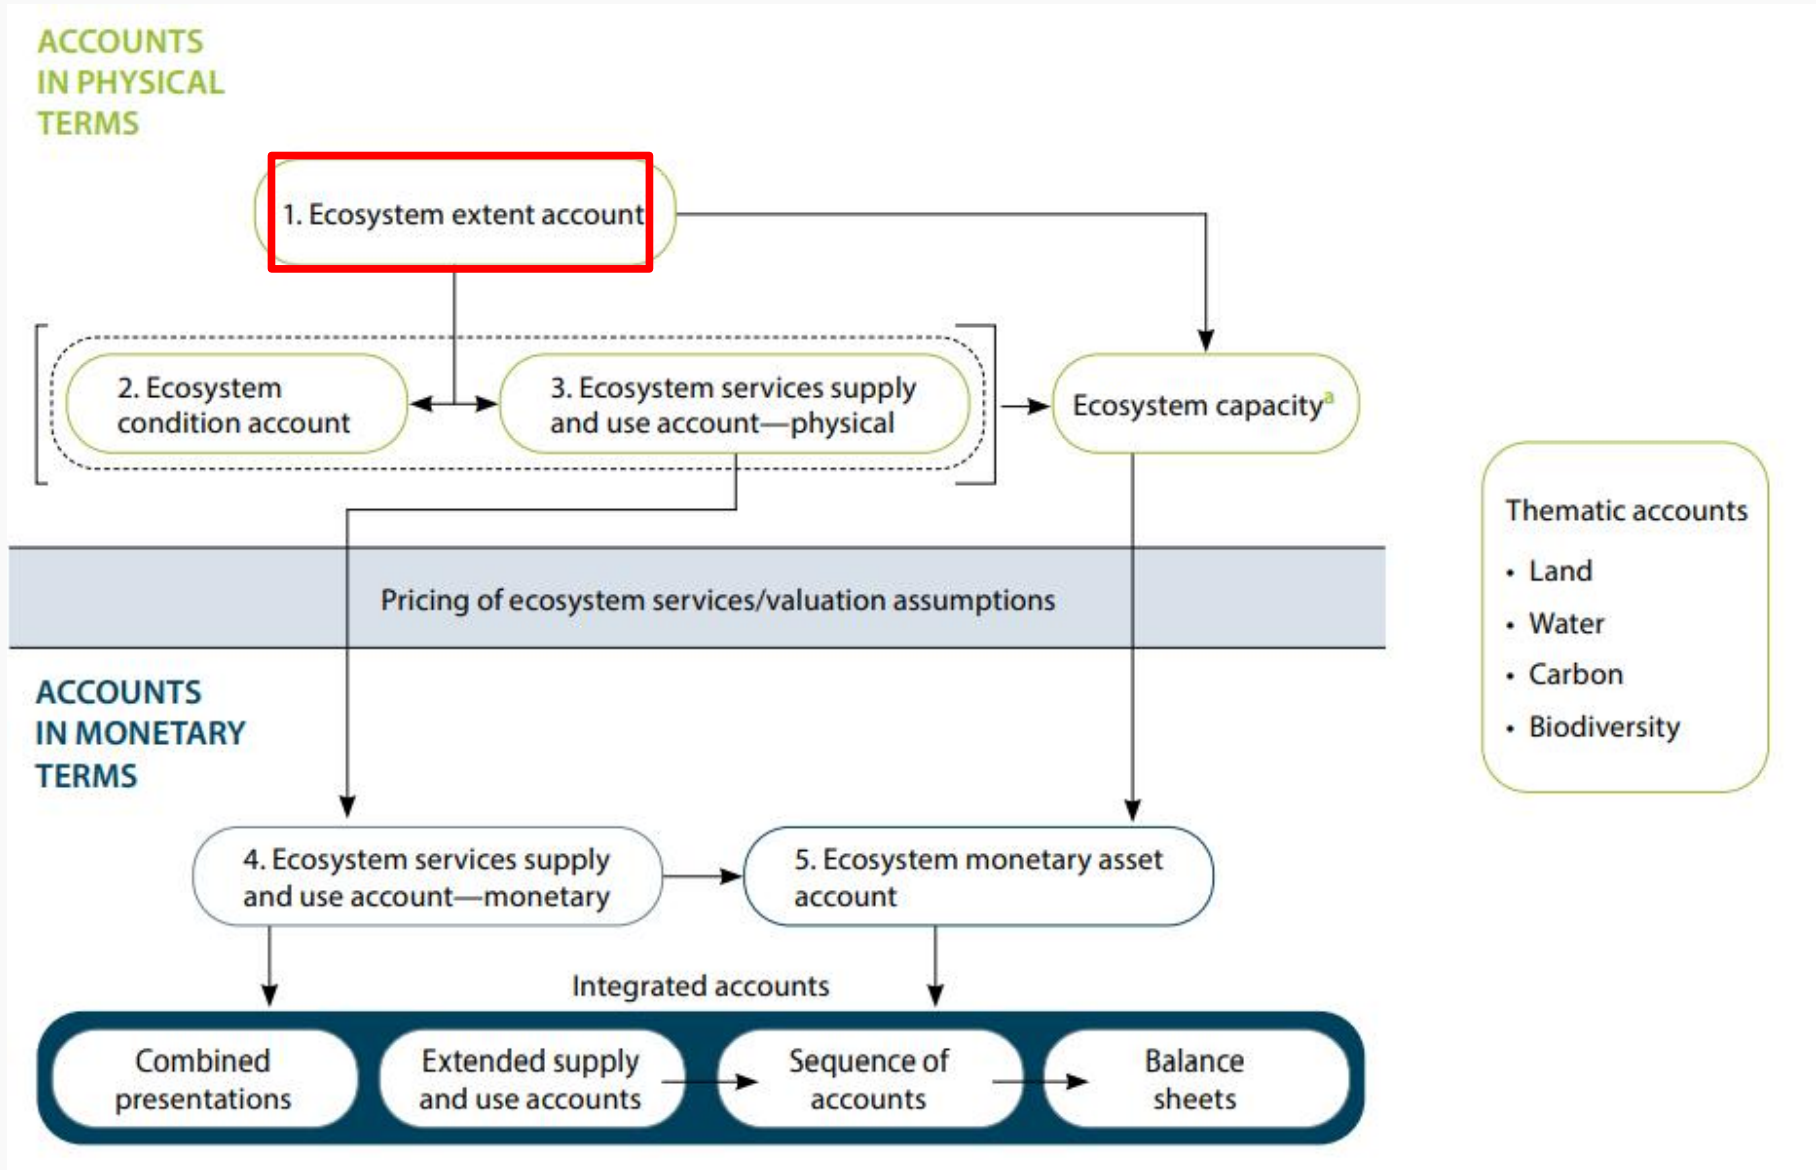 ACCOUNTS
IN PHYSICAL
TERMS
1. Ecosystem extent account
2. Ecosystem
condition account
3. Ecosystem services supply
and use account—physical
Ecosystem capacityᵃ
Thematic accounts
• Land
• Water
• Carbon
• Biodiversity
Pricing of ecosystem services/valuation assumptions
ACCOUNTS
IN MONETARY
TERMS
4. Ecosystem services supply
and use account—monetary
5. Ecosystem monetary asset
account
Integrated accounts
Combined
presentations
Extended supply
and use accounts
Sequence of
accounts
Balance
sheets